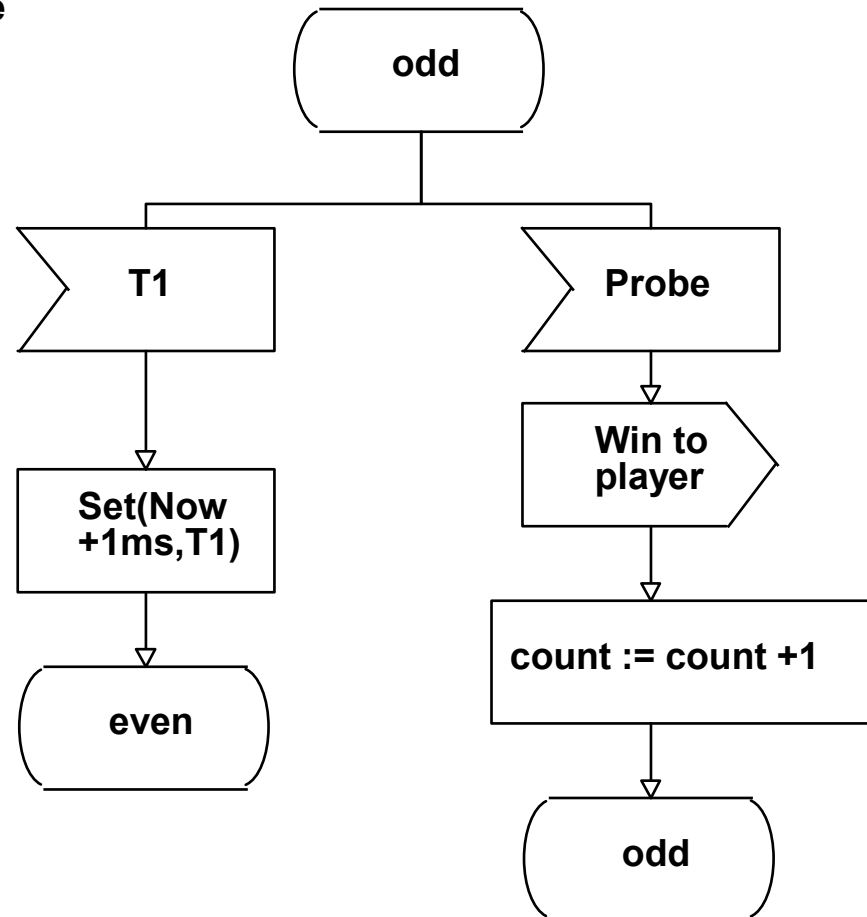 e
odd
T1
Probe
Win to
player
Set(Now
+1ms,T1)
count := count +1
even
odd